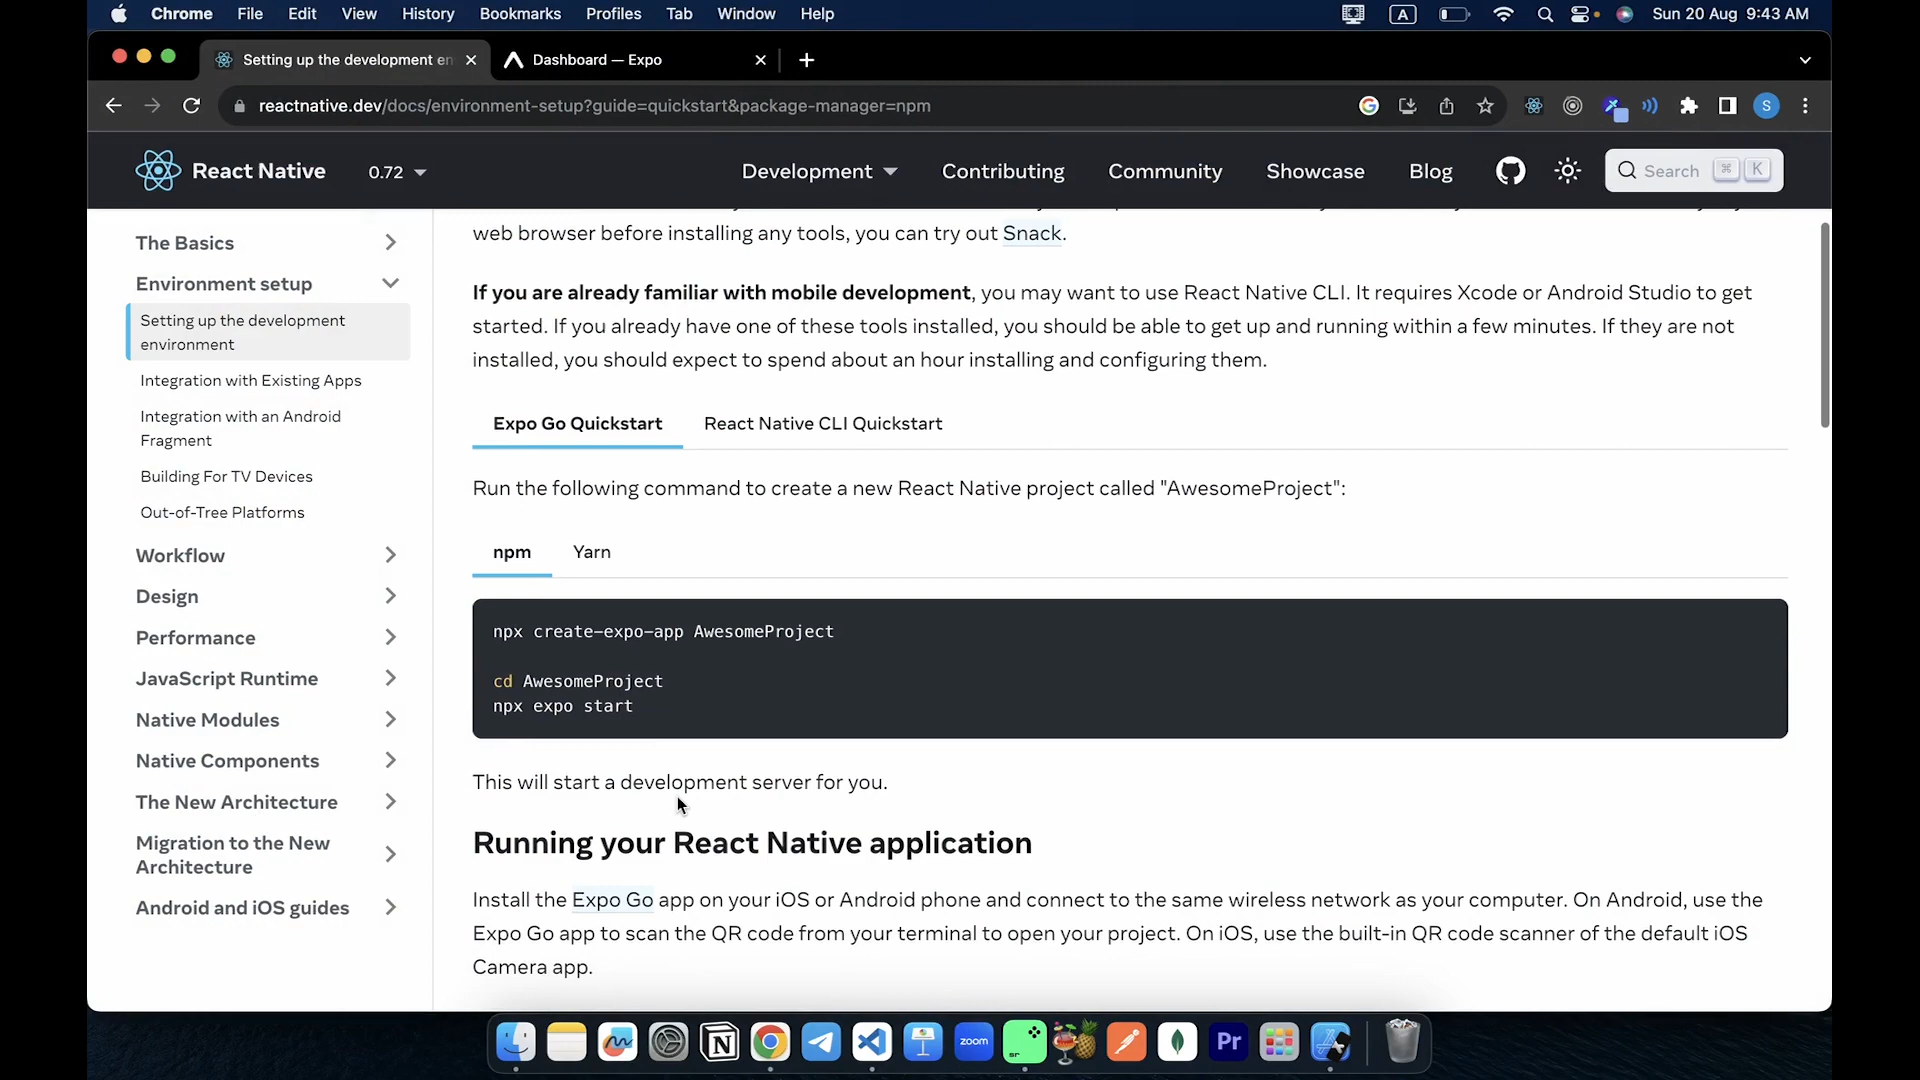 Chrome File Edit View History Bookmarks Profiles Tab Window Help
A
Sun 20 Aug 9:43 AM
Setting up the development en
Dashboard — Expo
reactnative.dev/docs/environment-setup?guide=quickstart&package-manager=npm
S
React Native
0.72
Development
Contributing
Community
Showcase
Blog
Search ⌘ K
The Basics
Environment setup
Setting up the development
environment
Integration with Existing Apps
Integration with an Android
Fragment
Building For TV Devices
Out-of-Tree Platforms
Workflow
Design
Performance
JavaScript Runtime
Native Modules
Native Components
The New Architecture
Migration to the New
Architecture
Android and iOS guides
web browser before installing any tools, you can try out Snack.
If you are already familiar with mobile development, you may want to use React Native CLI. It requires Xcode or Android Studio to get
started. If you already have one of these tools installed, you should be able to get up and running within a few minutes. If they are not
installed, you should expect to spend about an hour installing and configuring them.
Expo Go Quickstart
React Native CLI Quickstart
Run the following command to create a new React Native project called "AwesomeProject":
npm
Yarn
npx create-expo-app AwesomeProject
cd AwesomeProject
npx expo start
This will start a development server for you.
Running your React Native application
Install the Expo Go app on your iOS or Android phone and connect to the same wireless network as your computer. On Android, use the
Expo Go app to scan the QR code from your terminal to open your project. On iOS, use the built-in QR code scanner of the default iOS
Camera app.
zoom
sr
Pr